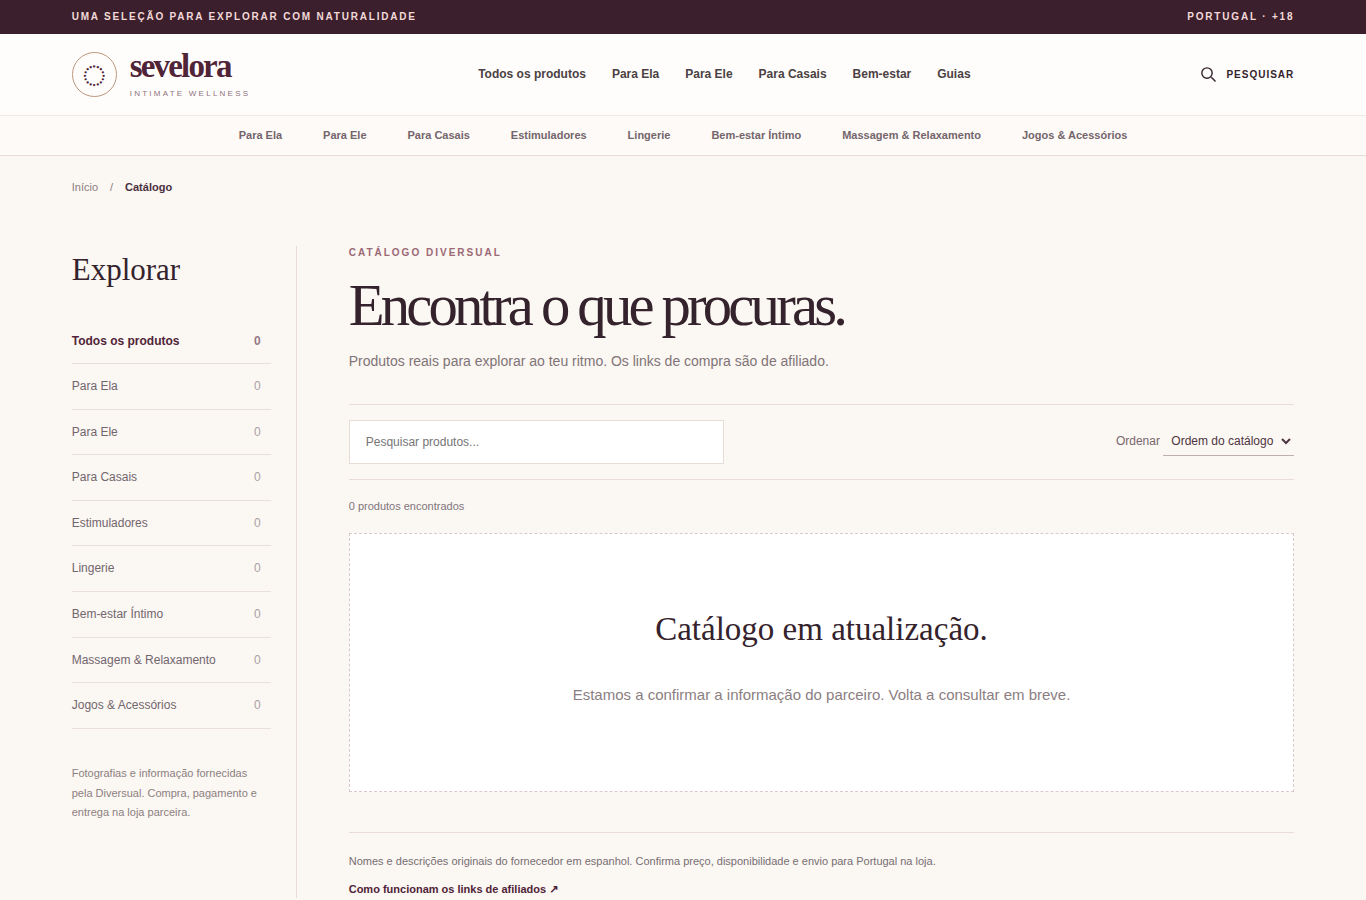 UMA SELEÇÃO PARA EXPLORAR COM NATURALIDADE
PORTUGAL · +18
sevelora
INTIMATE WELLNESS
Todos os produtos
Para Ela
Para Ele
Para Casais
Bem-estar
Guias
PESQUISAR
Para Ela
Para Ele
Para Casais
Estimuladores
Lingerie
Bem-estar Íntimo
Massagem & Relaxamento
Jogos & Acessórios
Início / Catálogo
Explorar
Todos os produtos 0
Para Ela 0
Para Ele 0
Para Casais 0
Estimuladores 0
Lingerie 0
Bem-estar Íntimo 0
Massagem & Relaxamento 0
Jogos & Acessórios 0
Fotografias e informação fornecidas
pela Diversual. Compra, pagamento e
entrega na loja parceira.
CATÁLOGO DIVERSUAL
Encontra o que procuras.
Produtos reais para explorar ao teu ritmo. Os links de compra são de afiliado.
Pesquisar produtos...
Ordenar Ordem do catálogo
0 produtos encontrados
Catálogo em atualização.
Estamos a confirmar a informação do parceiro. Volta a consultar em breve.
Nomes e descrições originais do fornecedor em espanhol. Confirma preço, disponibilidade e envio para Portugal na loja.
Como funcionam os links de afiliados ↗